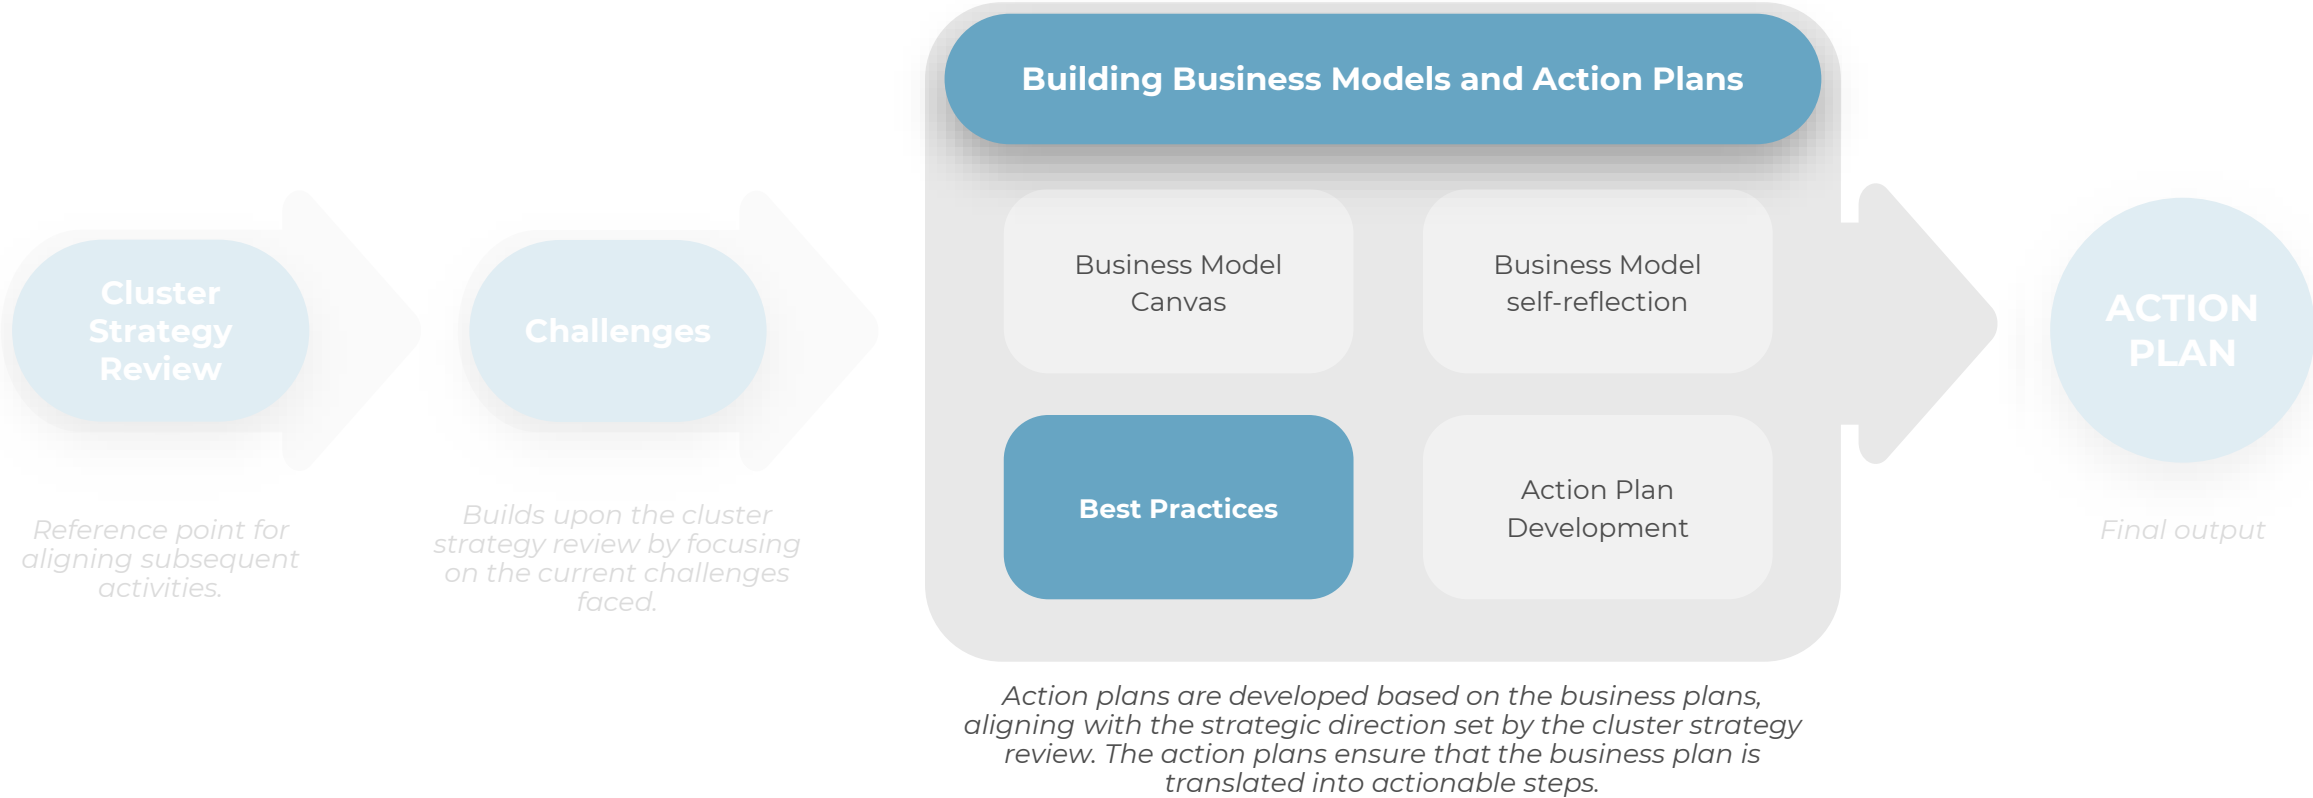 Building Business Models and Action Plans
Cluster
Strategy
Review
Reference point for
aligning subsequent
activities.
Challenges
Builds upon the cluster
strategy review by focusing
on the current challenges
faced.
Business Model
Canvas
Business Model
self-reflection
Best Practices
Action Plan
Development
Action plans are developed based on the business plans,
aligning with the strategic direction set by the cluster strategy
review. The action plans ensure that the business plan is
translated into actionable steps.
ACTION
PLAN
Final output